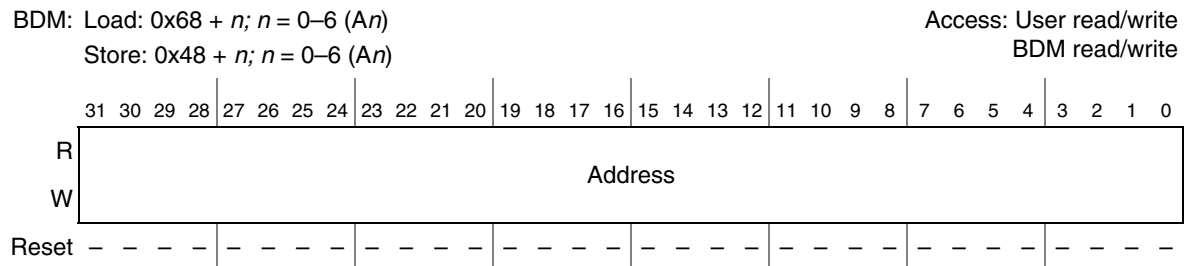 BDM: Load: 0x68 + n; n = 0–6 (An) Access: User read/write
Store: 0x48 + n; n = 0–6 (An) BDM read/write
31 30 29 28 27 26 25 24 23 22 21 20 19 18 17 16 15 14 13 12 11 10 9 8 7 6 5 4 3 2 1 0
R
Address
W
Reset – – – – – – – – – – – – – – – – – – – – – – – – – – – – – – – –